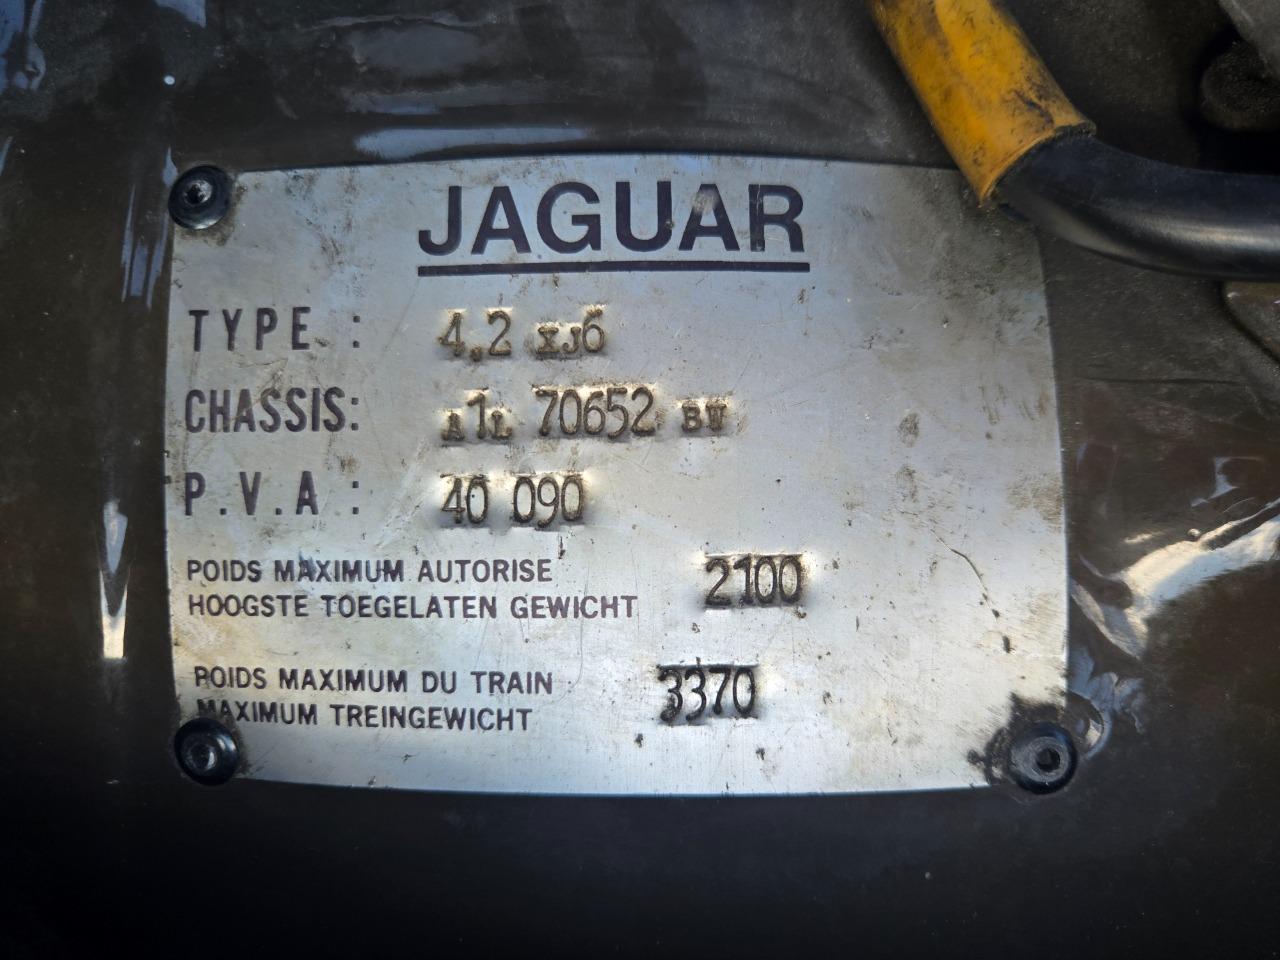 JAGUAR
TYPE : 4,2 XJ6
CHASSIS: A1L 70652 BW
P.V.A : 40 090
POIDS MAXIMUM AUTORISE
HOOGSTE TOEGELATEN GEWICHT 2100
POIDS MAXIMUM DU TRAIN
MAXIMUM TREINGEWICHT 3370